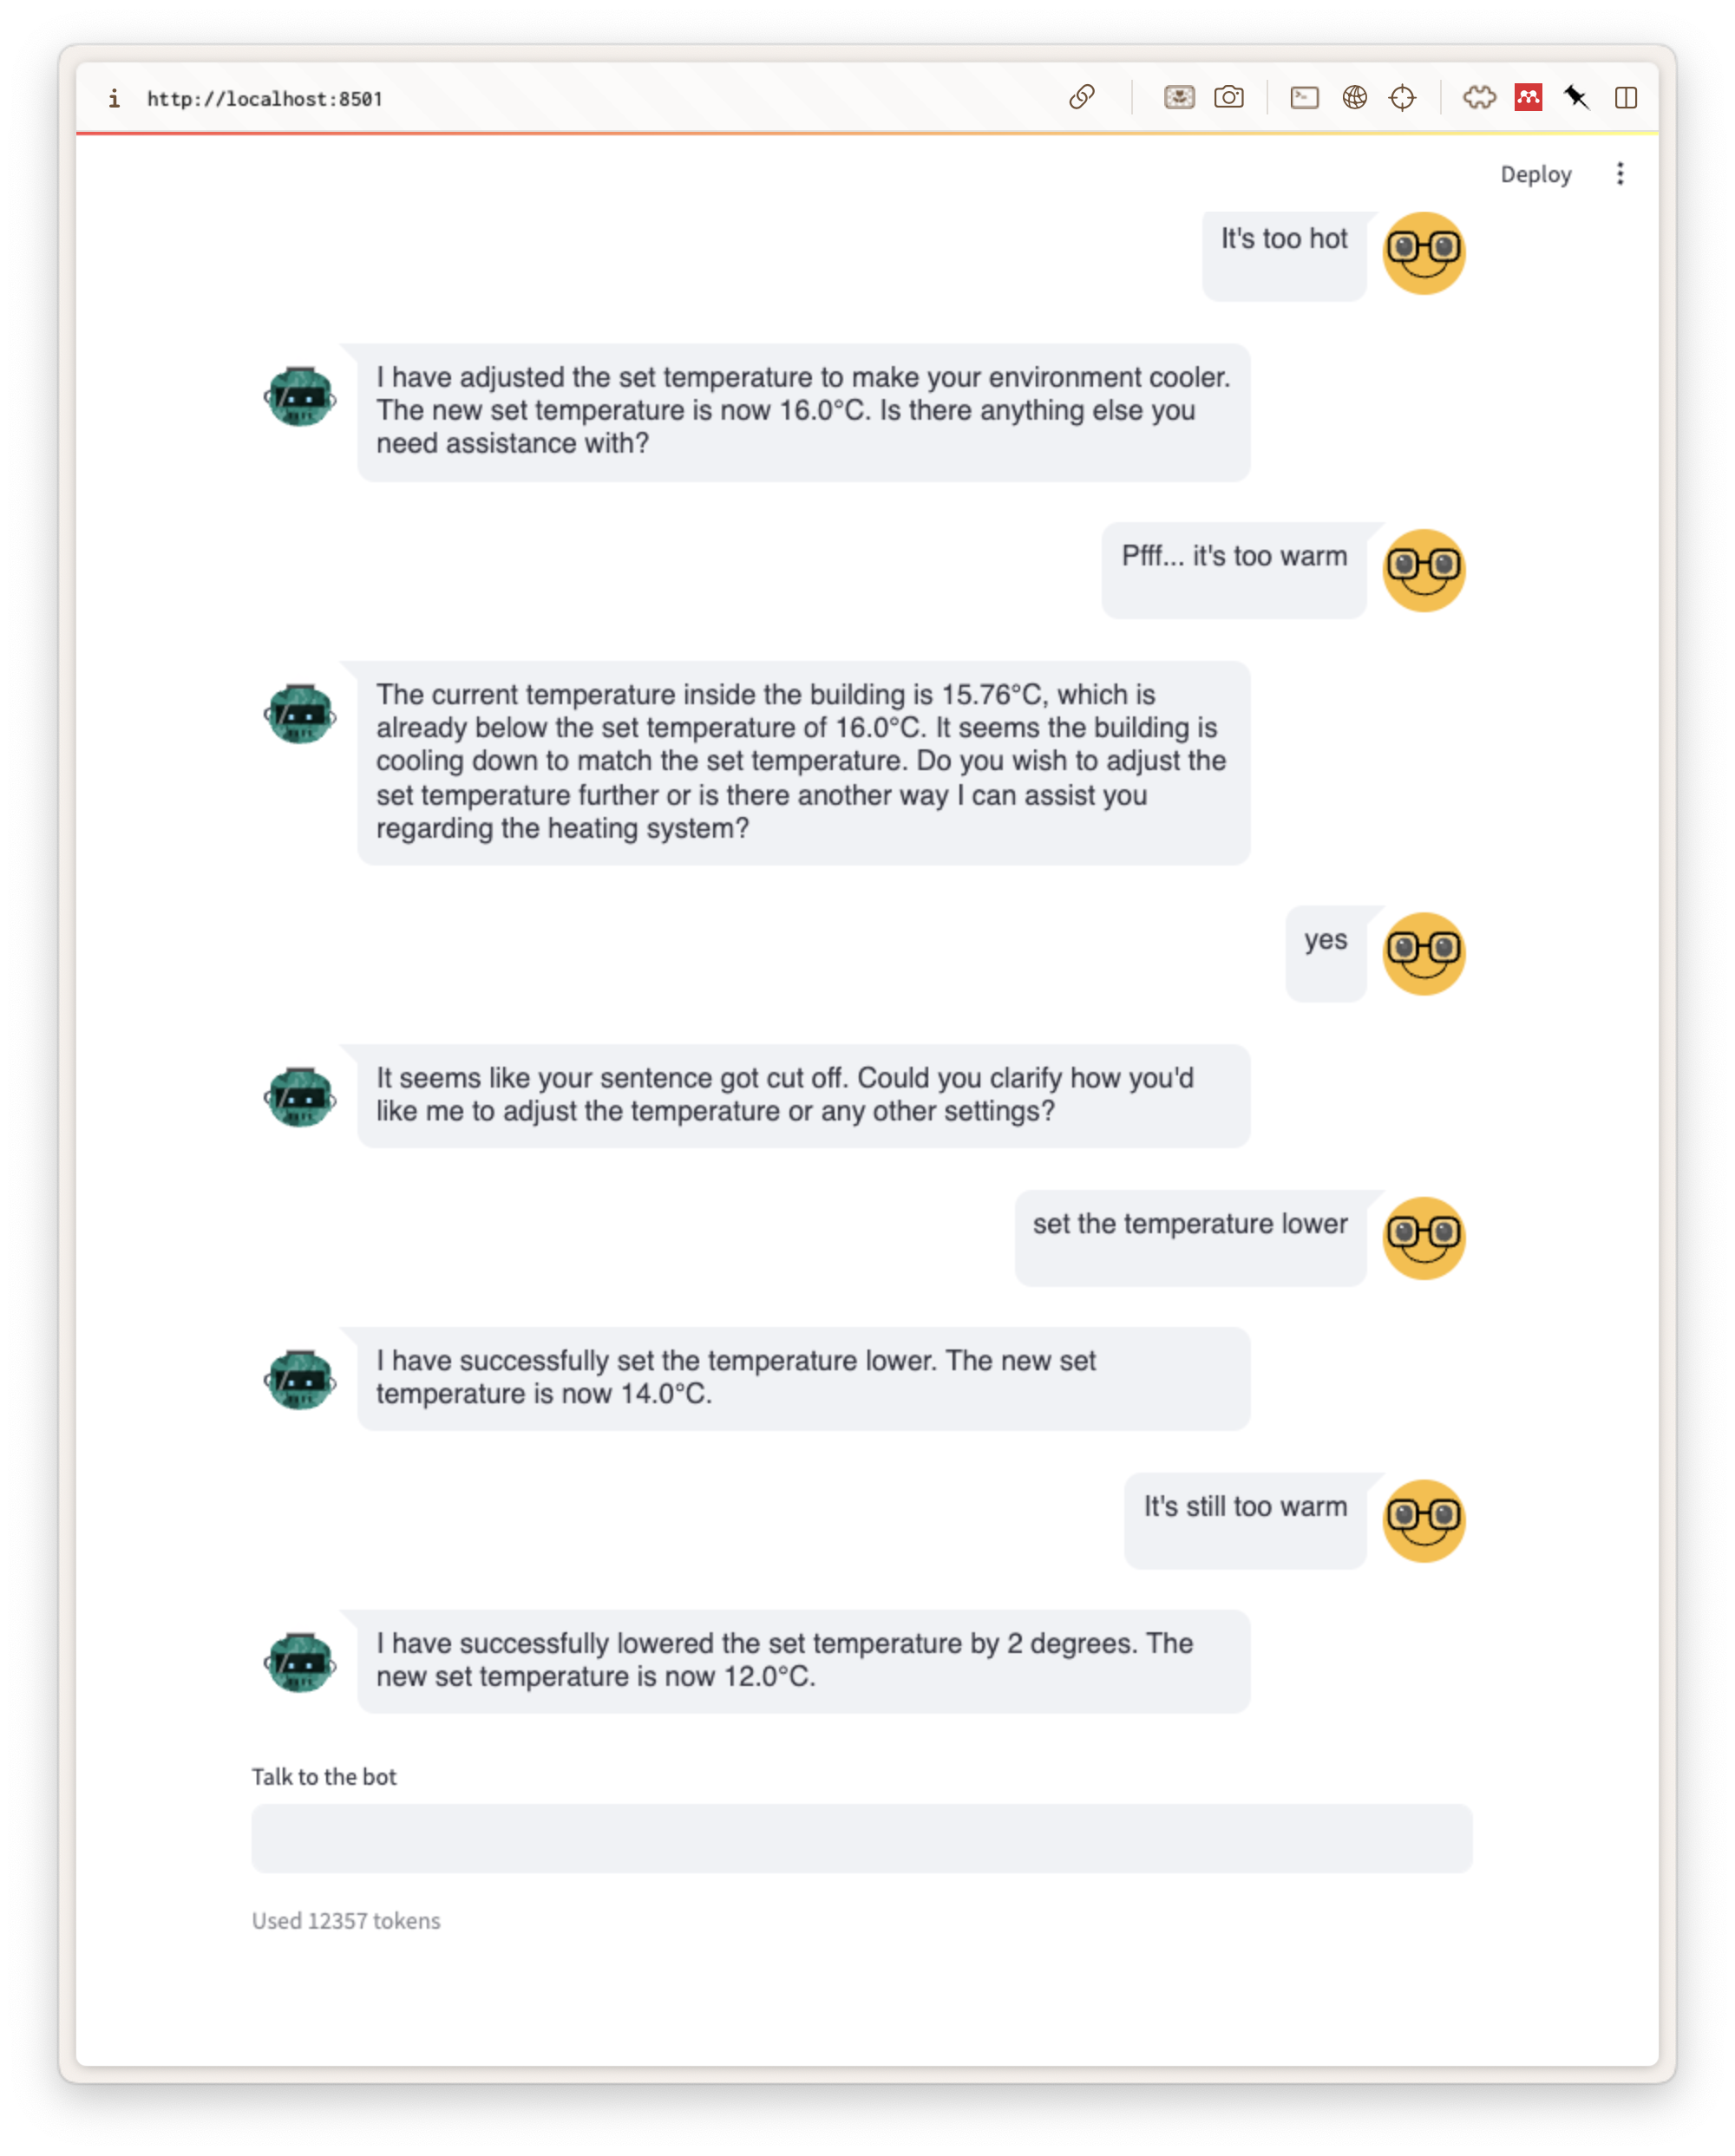 i http://localhost:8501
Deploy
It's too hot
I have adjusted the set temperature to make your environment cooler.
The new set temperature is now 16.0°C. Is there anything else you
need assistance with?
Pfff... it's too warm
The current temperature inside the building is 15.76°C, which is
already below the set temperature of 16.0°C. It seems the building is
cooling down to match the set temperature. Do you wish to adjust the
set temperature further or is there another way I can assist you
regarding the heating system?
yes
It seems like your sentence got cut off. Could you clarify how you'd
like me to adjust the temperature or any other settings?
set the temperature lower
I have successfully set the temperature lower. The new set
temperature is now 14.0°C.
It's still too warm
I have successfully lowered the set temperature by 2 degrees. The
new set temperature is now 12.0°C.
Talk to the bot
Used 12357 tokens